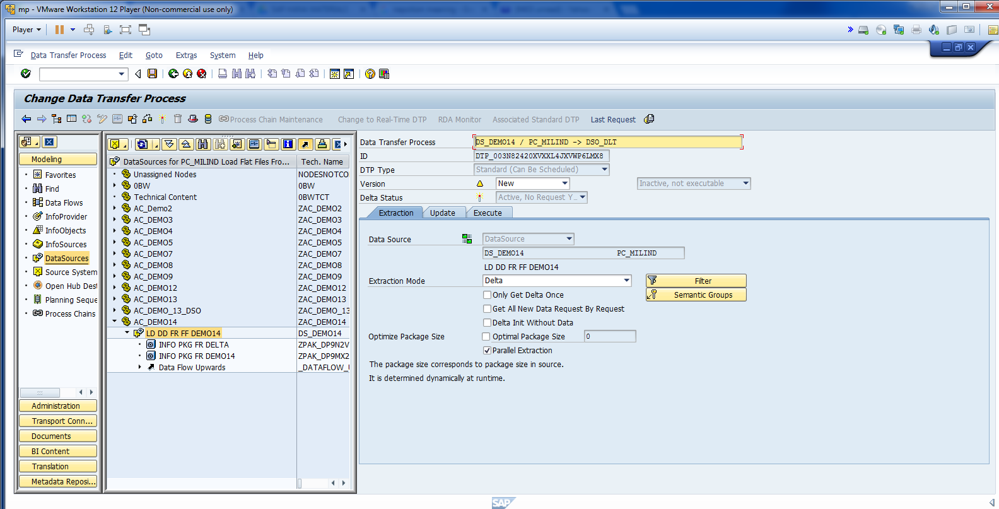 mp - VMware Workstation 12 Player (Non-commercial use only)
Player
Data Transfer Process Edit Goto Extras System Help
Change Data Transfer Process
Process Chain Maintenance Change to Real-Time DTP RDA Monitor Associated Standard DTP Last Request
Modeling
Favorites
Find
Data Flows
InfoProvider
InfoObjects
InfoSources
DataSources
Source System
Open Hub Dest
Planning Seque
Process Chains
Administration
Transport Conn...
Documents
BI Content
Translation
Metadata Reposi...
DataSources for PC_MILIND Load Flat Files Fro... Tech. Name
Unassigned Nodes NODESNOTCO
0BW 0BW
Technical Content 0BWTCT
AC_Demo2 ZAC_DEMO2
AC_DEMO3 ZAC_DEMO3
AC_DEMO4 ZAC_DEMO4
AC_DEMO5 ZAC_DEMO5
AC_DEMO7 ZAC_DEMO7
AC_DEMO8 ZAC_DEMO8
AC_DEMO9 ZAC_DEMO9
AC_DEMO12 ZAC_DEMO12
AC_DEMO13 ZAC_DEMO13
AC_DEMO_13_DSO ZAC_DEMO_13
AC_DEMO14 ZAC_DEMO14
LD DD FR FF DEMO14 DS_DEMO14
INFO PKG FR DELTA ZPAK_DP9N2V
INFO PKG FR DEMO14 ZPAK_DP9MX2
Data Flow Upwards _DATAFLOW_U
Data Transfer Process DS_DEMO14 / PC_MILIND -> DSO_DLT
ID DTP_003N82420XVXXL4JXVWP6LMX8
DTP Type Standard (Can Be Scheduled)
Version New Inactive, not executable
Delta Status Active, No Request Y...
Extraction Update Execute
Data Source DataSource
DS_DEMO14 PC_MILIND
LD DD FR FF DEMO14
Extraction Mode Delta Filter
Only Get Delta Once Semantic Groups
Get All New Data Request By Request
Delta Init Without Data
Optimize Package Size Optimal Package Size 0
Parallel Extraction
The package size corresponds to package size in source.
It is determined dynamically at runtime.
SAP